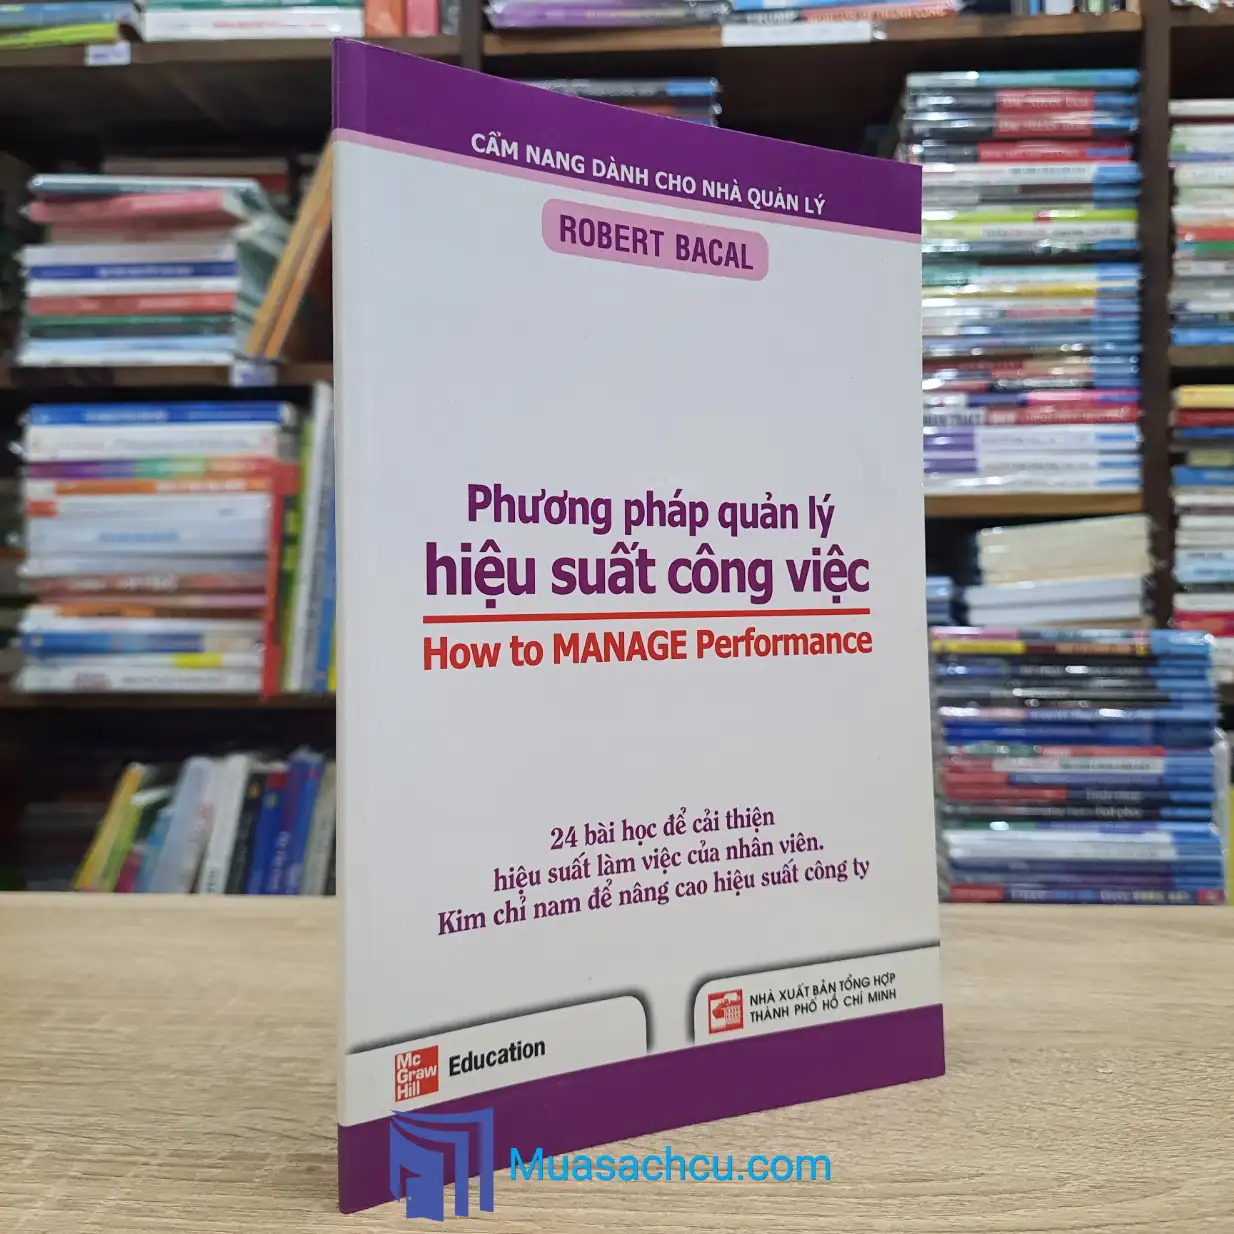 CẨM NANG DÀNH CHO NHÀ QUẢN LÝ
ROBERT BACAL
Phương pháp quản lý
hiệu suất công việc
How to MANAGE Performance
24 bài học để cải thiện
hiệu suất làm việc của nhân viên.
Kim chỉ nam để nâng cao hiệu suất công ty
Mc
Graw
Hill
Education
NHÀ XUẤT BẢN TỔNG HỢP
THÀNH PHỐ HỒ CHÍ MINH
Muasachcu.com